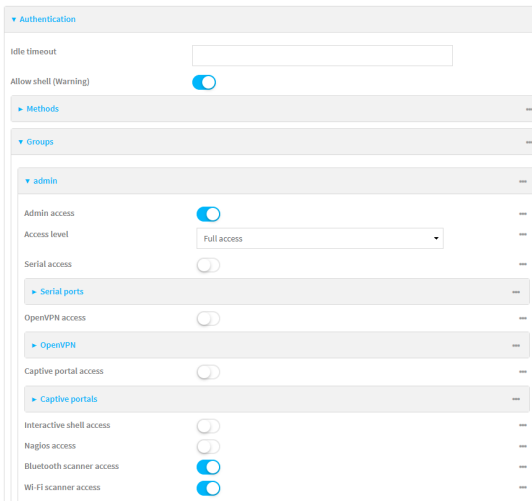 Authentication
Idle timeout
Allow shell (Warning)
Methods
Groups
admin
Admin access
Access level
Full access
Serial access
Serial ports
OpenVPN access
OpenVPN
Captive portal access
Captive portals
Interactive shell access
Nagios access
Bluetooth scanner access
Wi-Fi scanner access